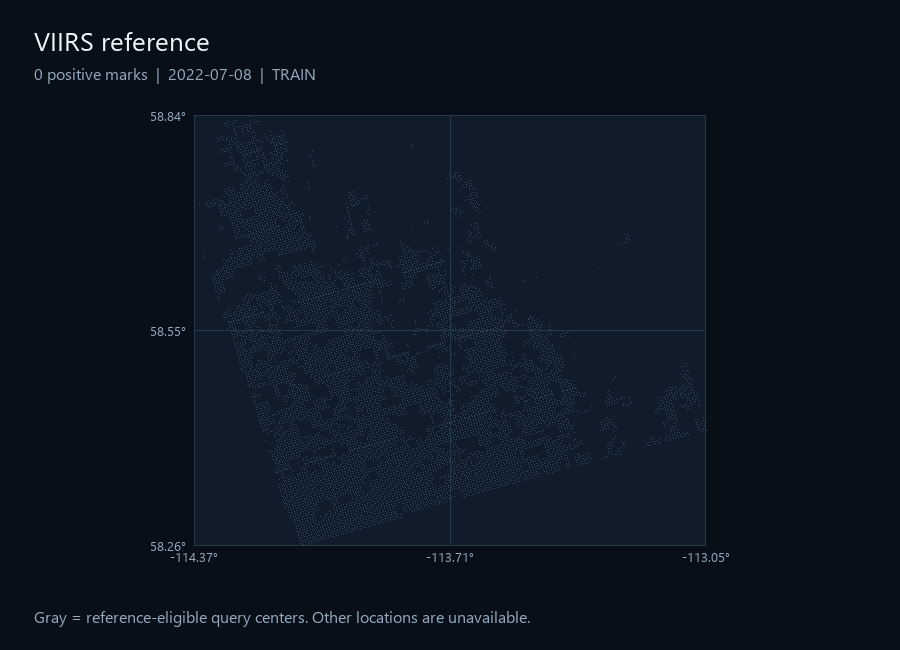 VIIRS reference
0 positive marks | 2022-07-08 | TRAIN
58.84°
58.55°
58.26°
-114.37°
-113.71°
-113.05°
Gray = reference-eligible query centers. Other locations are unavailable.